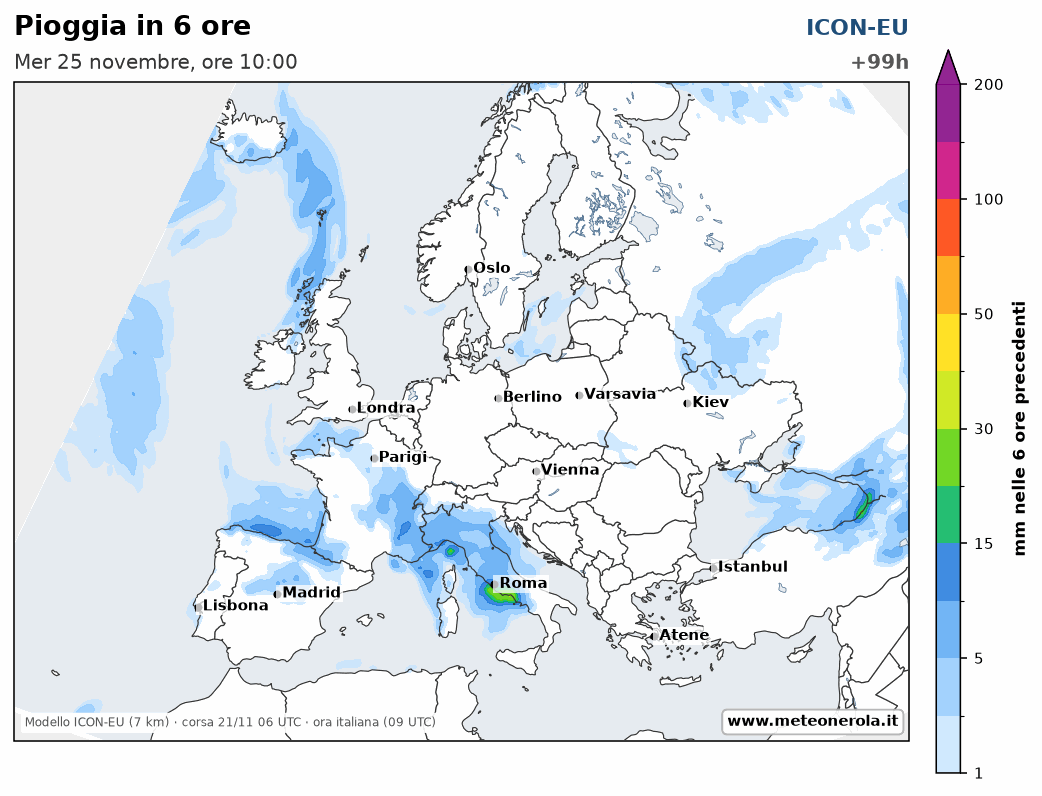 Pioggia in 6 ore
ICON-EU
Mer 25 novembre, ore 10:00
+99h
Oslo
Berlino
Varsavia
Kiev
Londra
Parigi
Vienna
Istanbul
Roma
Madrid
Lisbona
Atene
Modello ICON-EU (7 km) · corsa 21/11 06 UTC · ora italiana (09 UTC)
www.meteonerola.it
200
100
50
30
15
5
1
mm nelle 6 ore precedenti